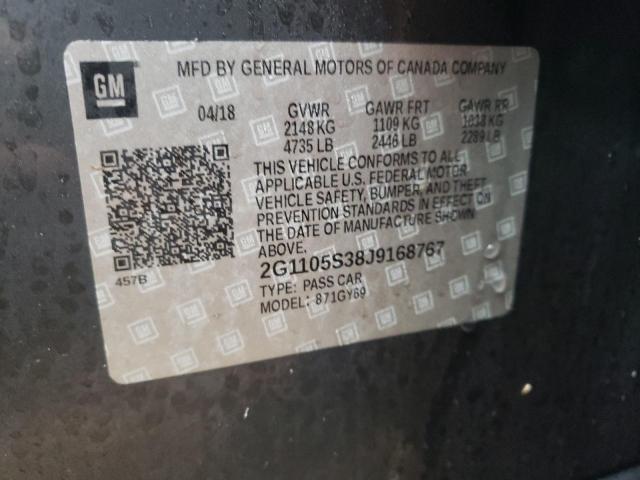 GM
MFD BY GENERAL MOTORS OF CANADA COMPANY
04/18 GVWR GAWR FRT GAWR RR
2148 KG 1109 KG 1038 KG
4735 LB 2446 LB 2289 LB
THIS VEHICLE CONFORMS TO ALL
APPLICABLE U.S. FEDERAL MOTOR
VEHICLE SAFETY, BUMPER, AND THEFT
PREVENTION STANDARDS IN EFFECT ON
THE DATE OF MANUFACTURE SHOWN
ABOVE.
2G1105S38J9168767
TYPE: PASS CAR
MODEL: 871GY69
457B